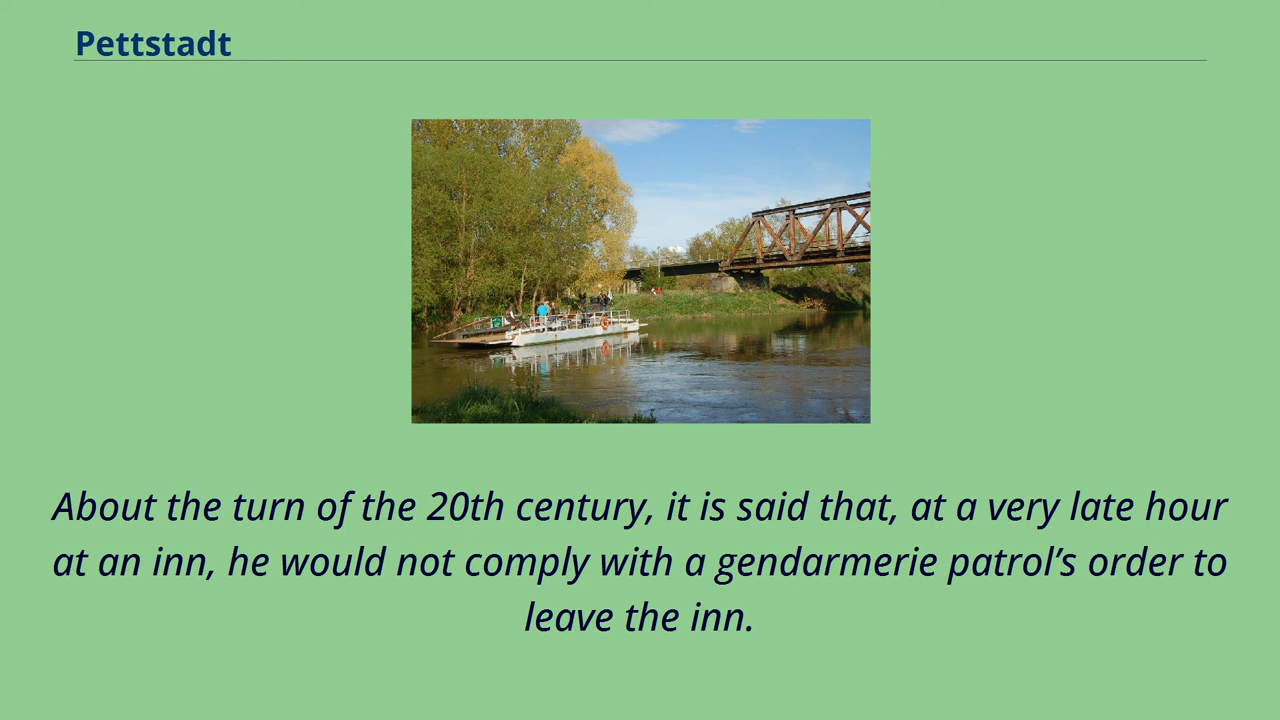 Pettstadt
About the turn of the 20th century, it is said that, at a very late hour
at an inn, he would not comply with a gendarmerie patrol’s order to
leave the inn.